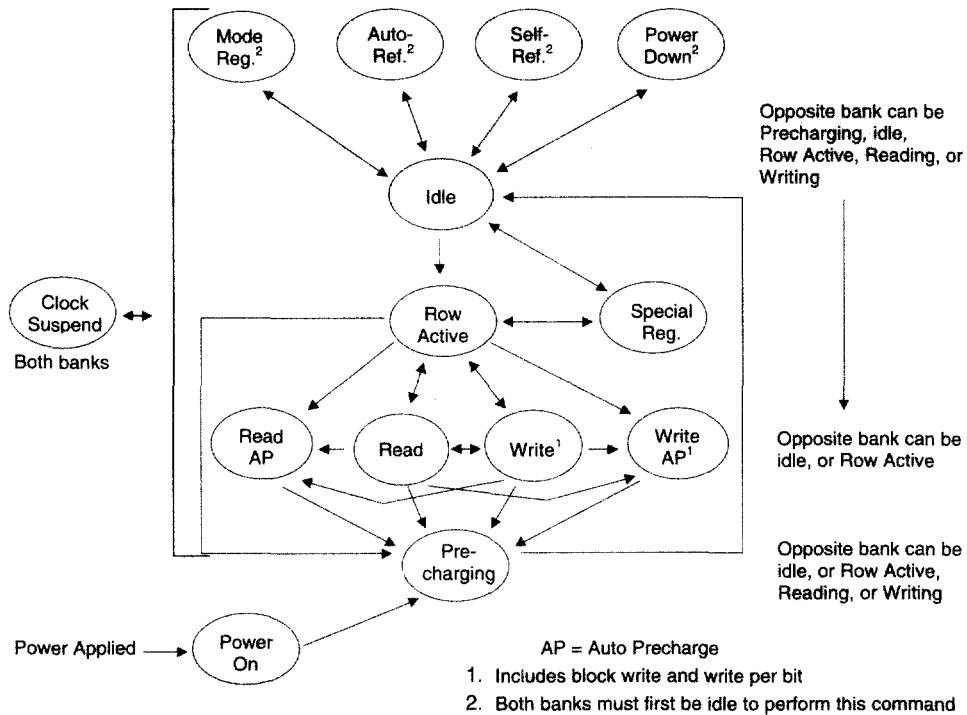 Mode
Reg.²
Auto-
Ref.²
Self-
Ref.²
Power
Down²
Opposite bank can be
Precharging, idle,
Row Active, Reading, or
Writing
Idle
Clock
Suspend
Both banks
Row
Active
Special
Reg.
Read
AP
Read
Write¹
Write
AP¹
Opposite bank can be
idle, or Row Active
Pre-
charging
Opposite bank can be
idle, or Row Active,
Reading, or Writing
Power Applied
Power
On
AP = Auto Precharge
1. Includes block write and write per bit
2. Both banks must first be idle to perform this command